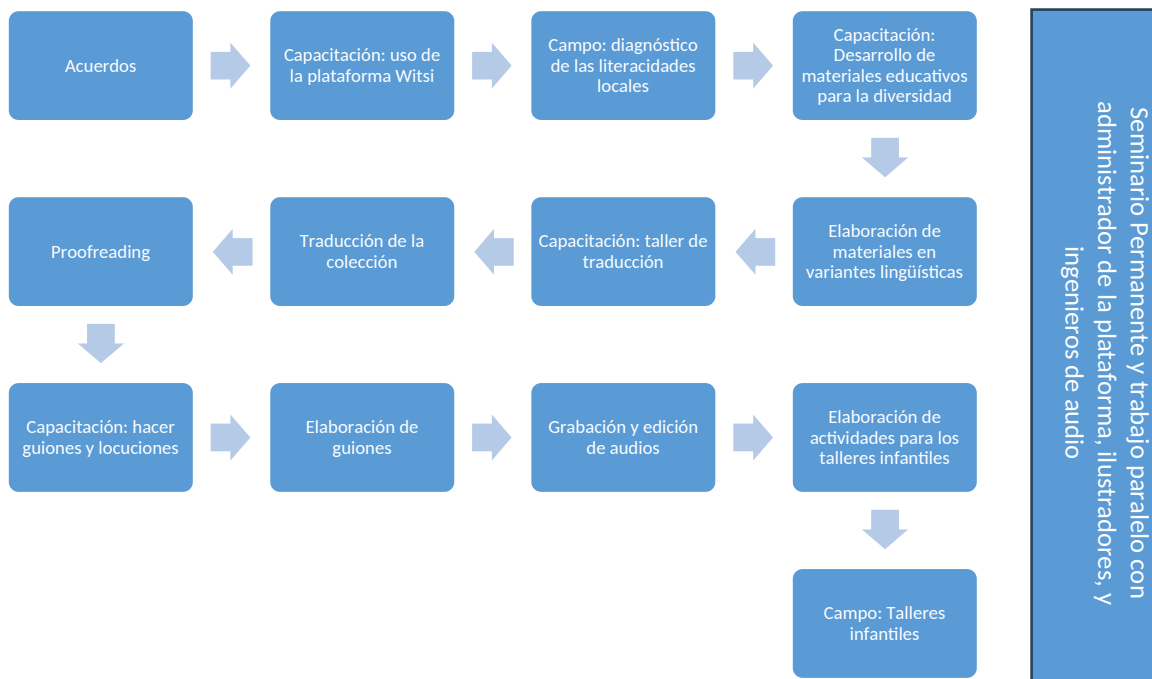 Acuerdos
Capacitación: uso de
la plataforma Witsi
Campo: diagnóstico
de las literacidades
locales
Capacitación:
Desarrollo de
materiales educativos
para la diversidad
Elaboración de
materiales en
variantes lingüísticas
Capacitación: taller de
traducción
Traducción de la
colección
Proofreading
Capacitación: hacer
guiones y locuciones
Elaboración de
guiones
Grabación y edición
de audios
Elaboración de
actividades para los
talleres infantiles
Campo: Talleres
infantiles
Seminario Permanente y trabajo paralelo con
administrador de la plataforma, ilustradores, y
ingenieros de audio